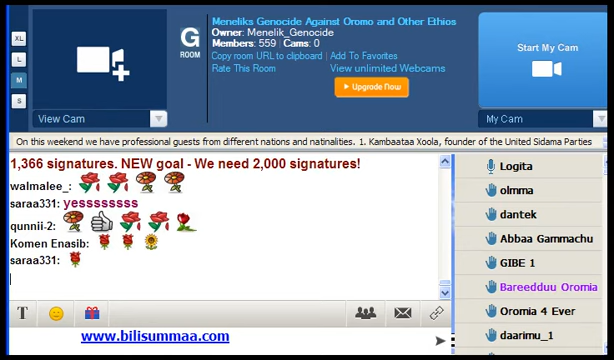 XL
L
M
S
View Cam
G
ROOM
Meneliks Genocide Against Oromo and Other Ethios
Owner: Menelik_Genocide
Members: 559 | Cams: 0
Copy room URL to clipboard | Add To Favorites
Rate This Room View unlimited Webcams
Upgrade Now
Start My Cam
My Cam
On this weekend we have professional guests from different nations and natinalities. 1. Kambaataa Xoola, founder of the United Sidama Parties
1,366 signatures. NEW goal - We need 2,000 signatures!
walmalee_:
saraa331: yesssssssss
qunnii-2:
Komen Enasib:
saraa331:
T
www.bilisummaa.com
Logita
olmma
dantek
Abbaa Gammachu
GIBE 1
Bareedduu Oromia
Oromia 4 Ever
daarimu_1